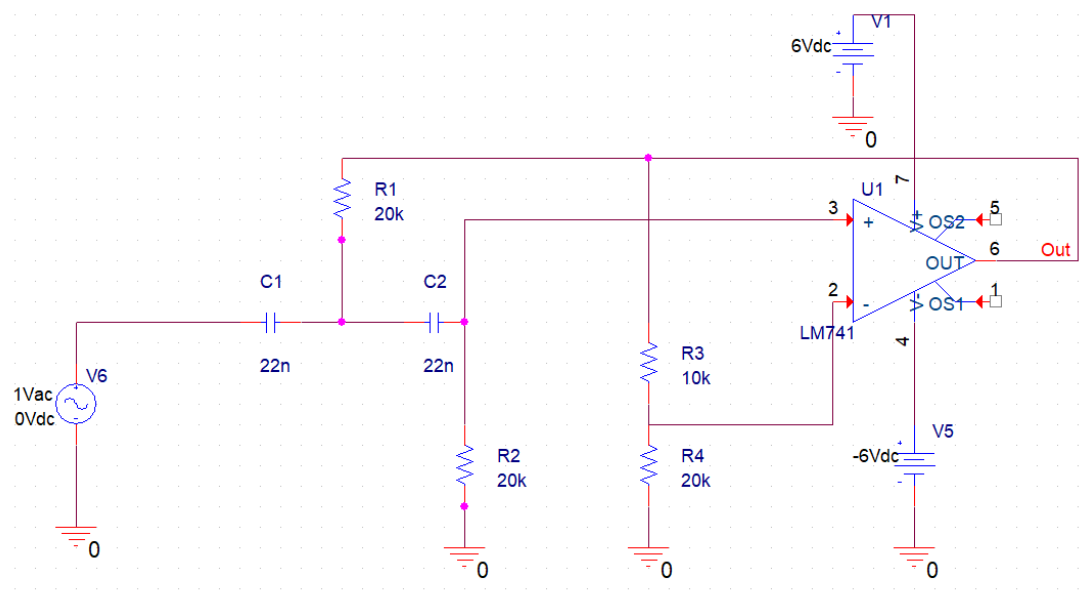 V1
6Vdc
0
R1
20k
U1
7
3
+
V+
OS2
5
6
OUT
Out
2
-
V-
OS1
1
LM741
4
C1
C2
22n
22n
V6
1Vac
0Vdc
R3
10k
R2
20k
R4
20k
V5
-6Vdc
0
0
0
0